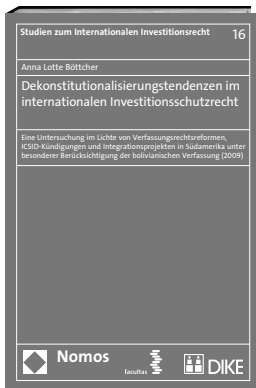 Studien zum Internationalen Investitionsrecht 16
Anna Lotte Böttcher
Dekonstitutionalisierungstendenzen im
internationalen Investitionsschutzrecht
Eine Untersuchung im Lichte von Verfassungsrechtsreformen,
ICSID-Kündigungen und Integrationsprojekten in Südamerika unter
besonderer Berücksichtigung der bolivianischen Verfassung (2009)
Nomos
facultas
DIKE